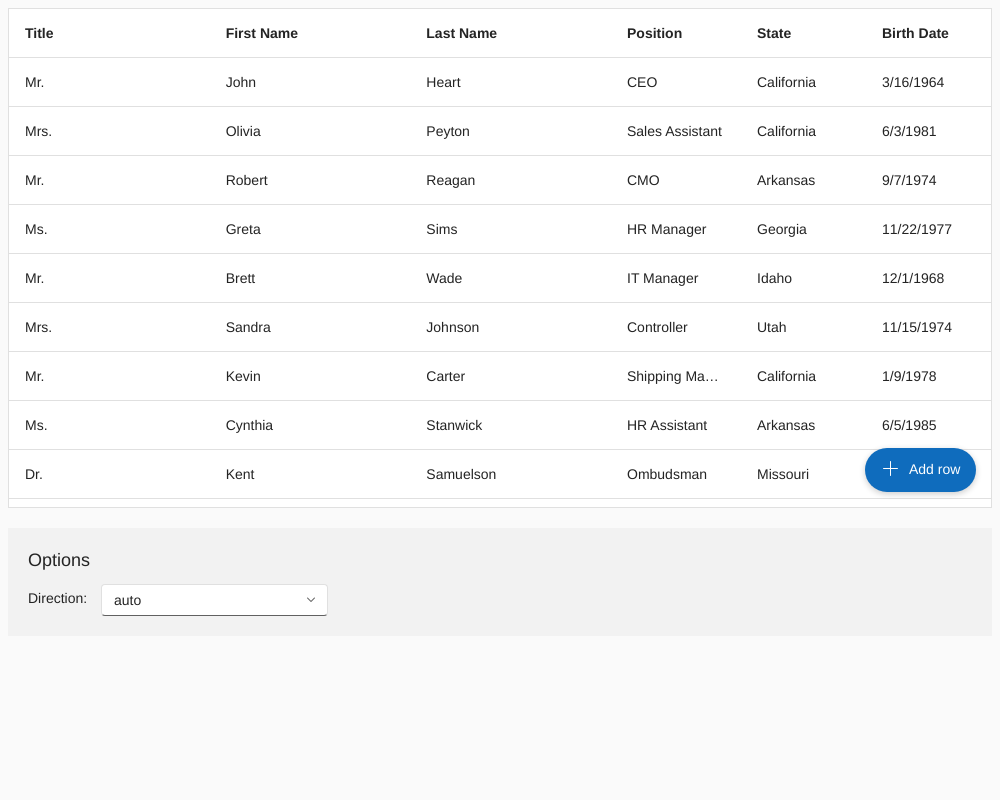 Title First Name Last Name Position State Birth Date
Mr. John Heart CEO California 3/16/1964
Mrs. Olivia Peyton Sales Assistant California 6/3/1981
Mr. Robert Reagan CMO Arkansas 9/7/1974
Ms. Greta Sims HR Manager Georgia 11/22/1977
Mr. Brett Wade IT Manager Idaho 12/1/1968
Mrs. Sandra Johnson Controller Utah 11/15/1974
Mr. Kevin Carter Shipping Ma… California 1/9/1978
Ms. Cynthia Stanwick HR Assistant Arkansas 6/5/1985
Dr. Kent Samuelson Ombudsman Missouri
Add row
Options
Direction: auto